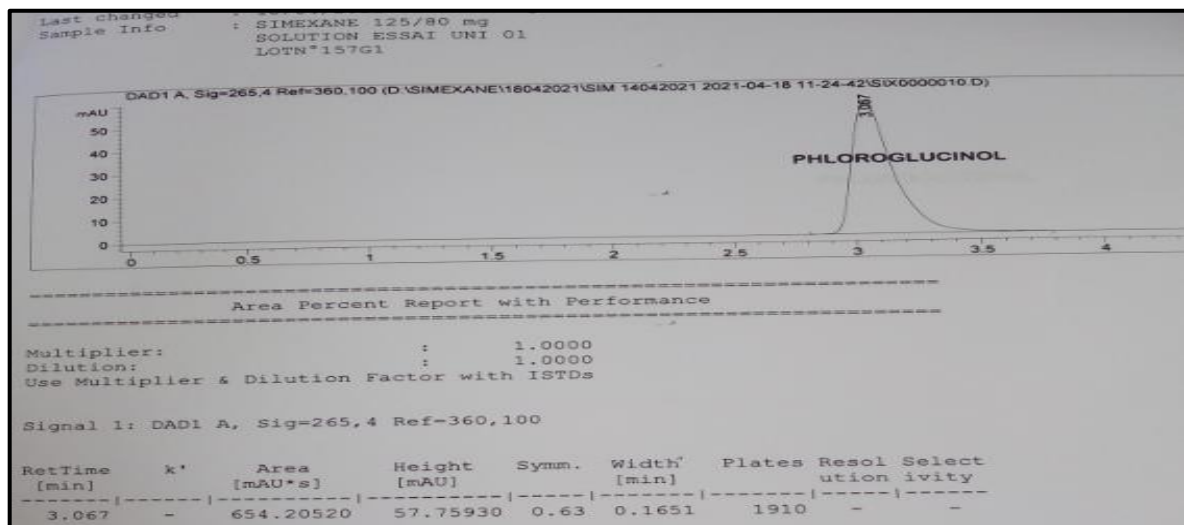 Last changed
Sample Info : SIMEXANE 125/80 mg
SOLUTION ESSAI UNI 01
LOTN°157G1
DAD1 A, Sig=265,4 Ref=360,100 (D:\SIMEXANE\18042021\SIM 14042021 2021-04-18 11-24-42\SIX0000010.D)
mAU
50
40
30
20
10
0
3.067
PHLOROGLUCINOL
0 0.5 1 1.5 2 2.5 3 3.5 4
Area Percent Report with Performance
Multiplier: : 1.0000
Dilution: : 1.0000
Use Multiplier & Dilution Factor with ISTDs
Signal 1: DAD1 A, Sig=265,4 Ref=360,100
RetTime k' Area Height Symm. Width Plates Resol Select
[min] [mAU*s] [mAU] [min] ution ivity
-------|------|----------|----------|-----|-------|-------|------|------
3.067 - 654.20520 57.75930 0.63 0.1651 1910 - -